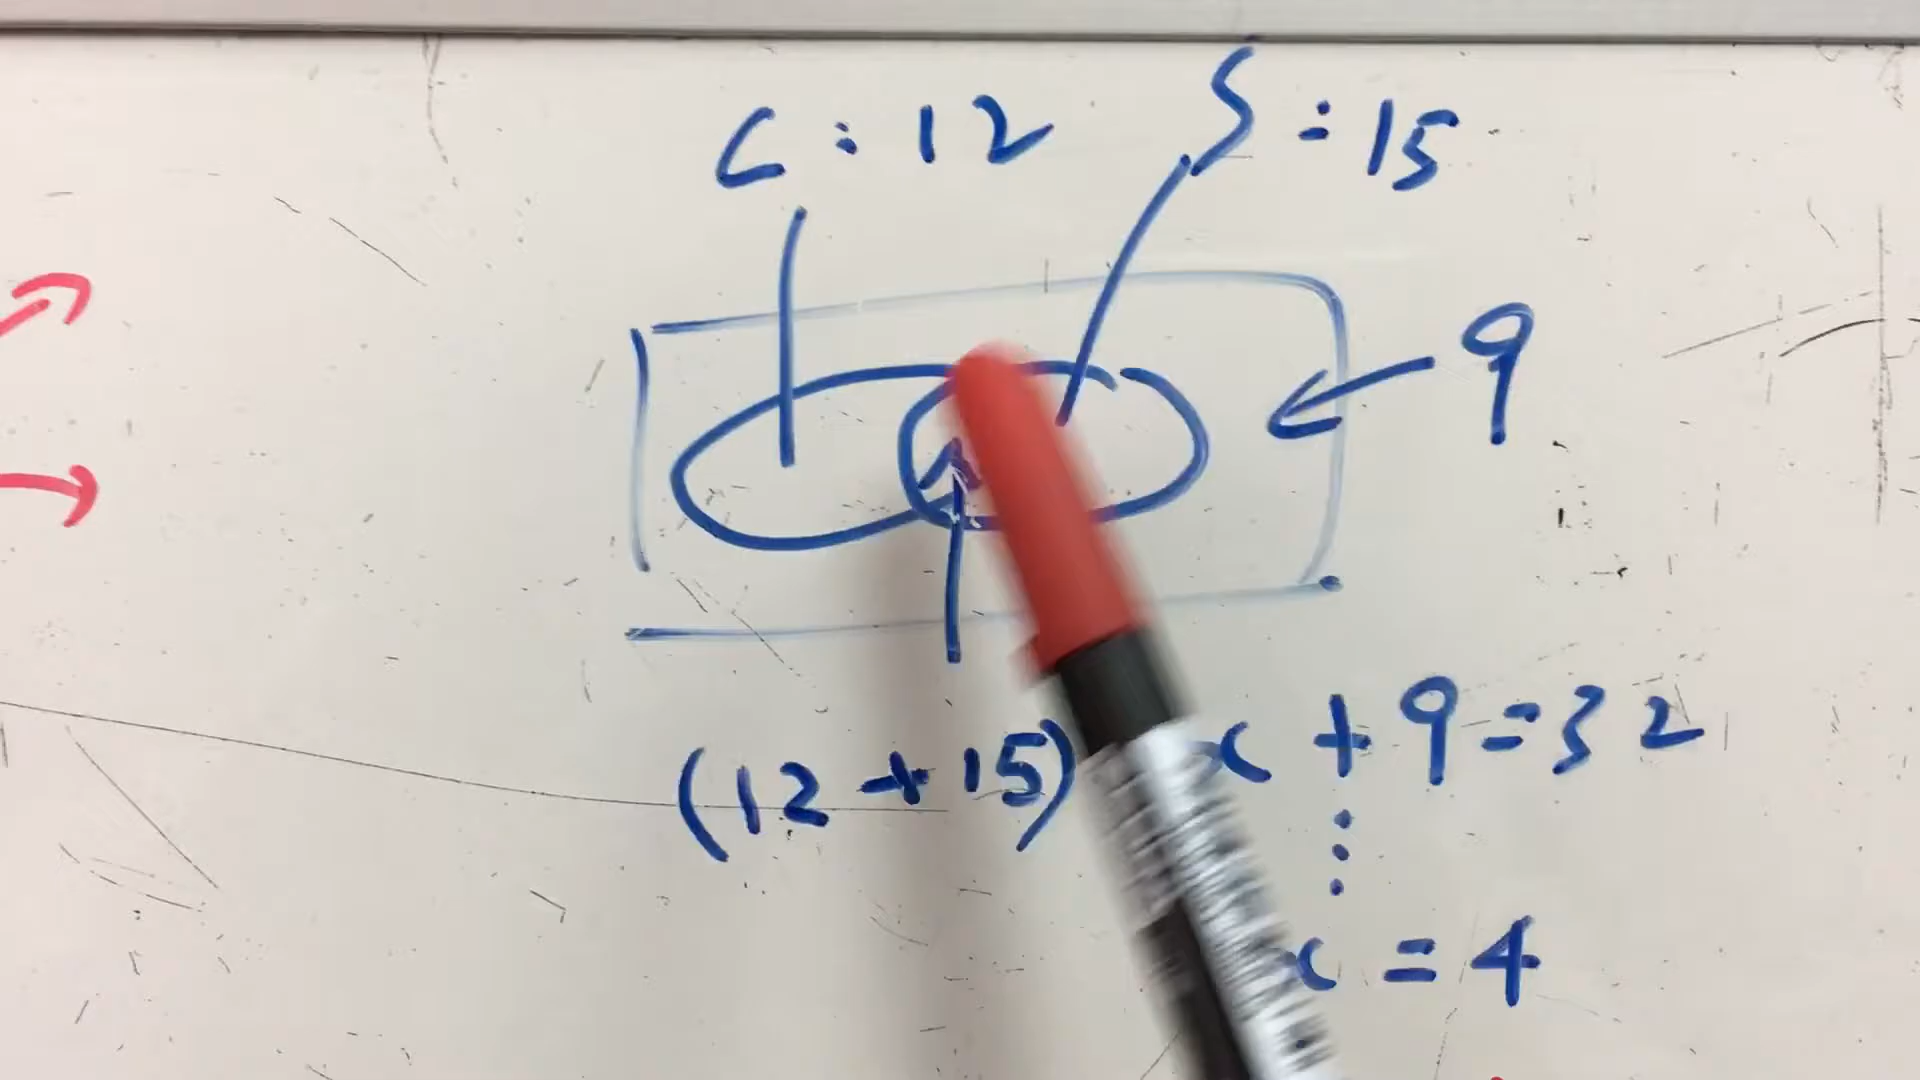 C : 12
S : 15
9
(12 + 15) x + 9 = 32
x = 4